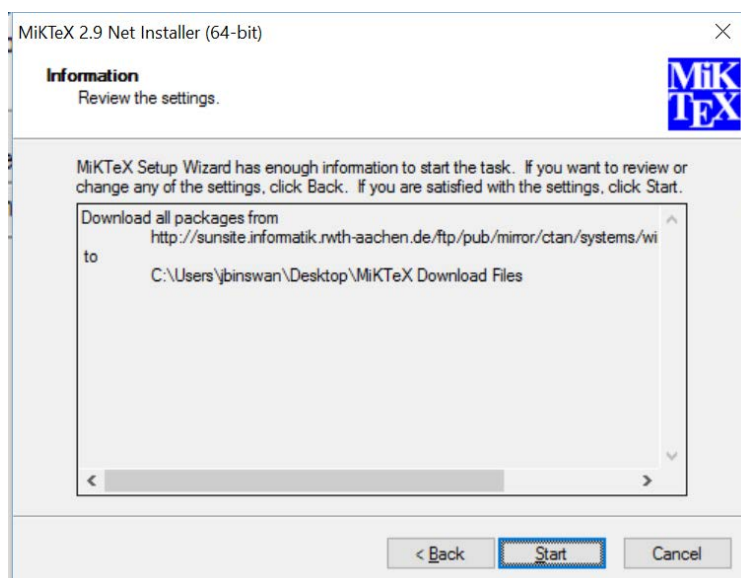 MiKTeX 2.9 Net Installer (64-bit)
Information
Review the settings.
MiK
TEX
MiKTeX Setup Wizard has enough information to start the task.  If you want to review or
change any of the settings, click Back.  If you are satisfied with the settings, click Start.
Download all packages from
http://sunsite.informatik.rwth-aachen.de/ftp/pub/mirror/ctan/systems/wi
to
C:\Users\jbinswan\Desktop\MiKTeX Download Files
< Back
Start
Cancel